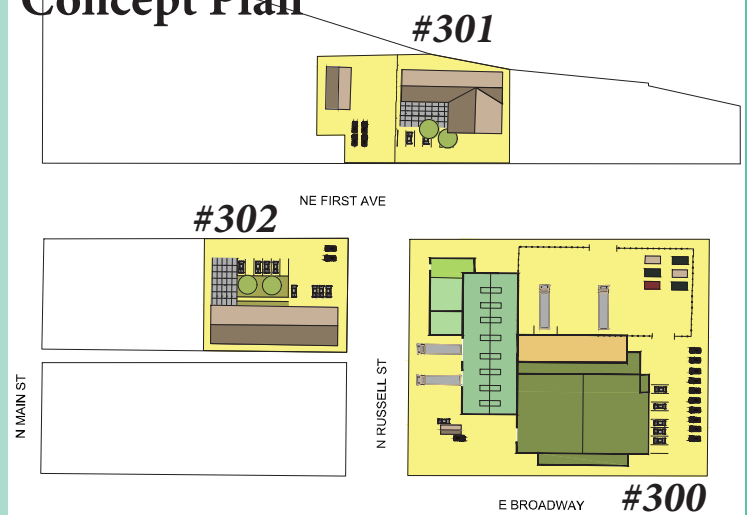 Concept Plan
#301
NE FIRST AVE
#302
N MAIN ST
N RUSSELL ST
E BROADWAY
#300